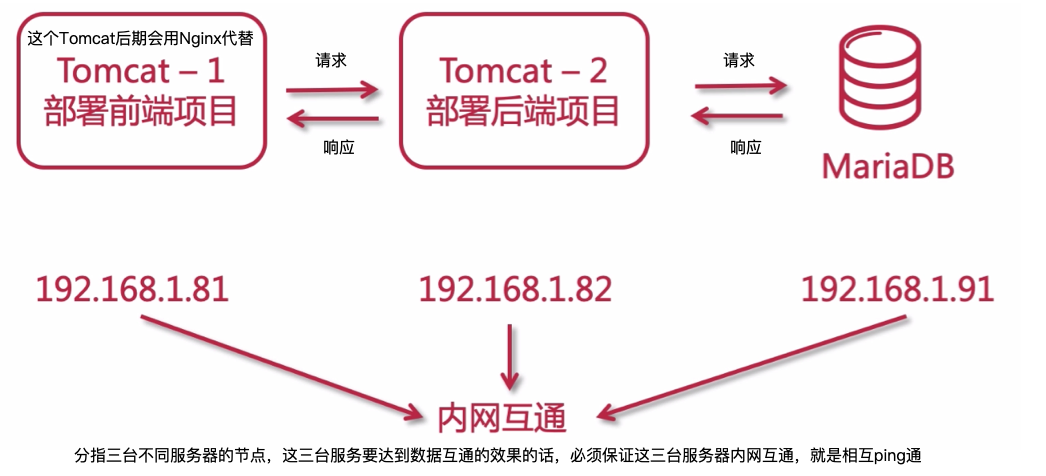 这个Tomcat后期会用Nginx代替
Tomcat – 1
部署前端项目
请求
响应
Tomcat – 2
部署后端项目
请求
响应
MariaDB
192.168.1.81
192.168.1.82
192.168.1.91
内网互通
分指三台不同服务器的节点，这三台服务要达到数据互通的效果的话，必须保证这三台服务器内网互通，就是相互ping通